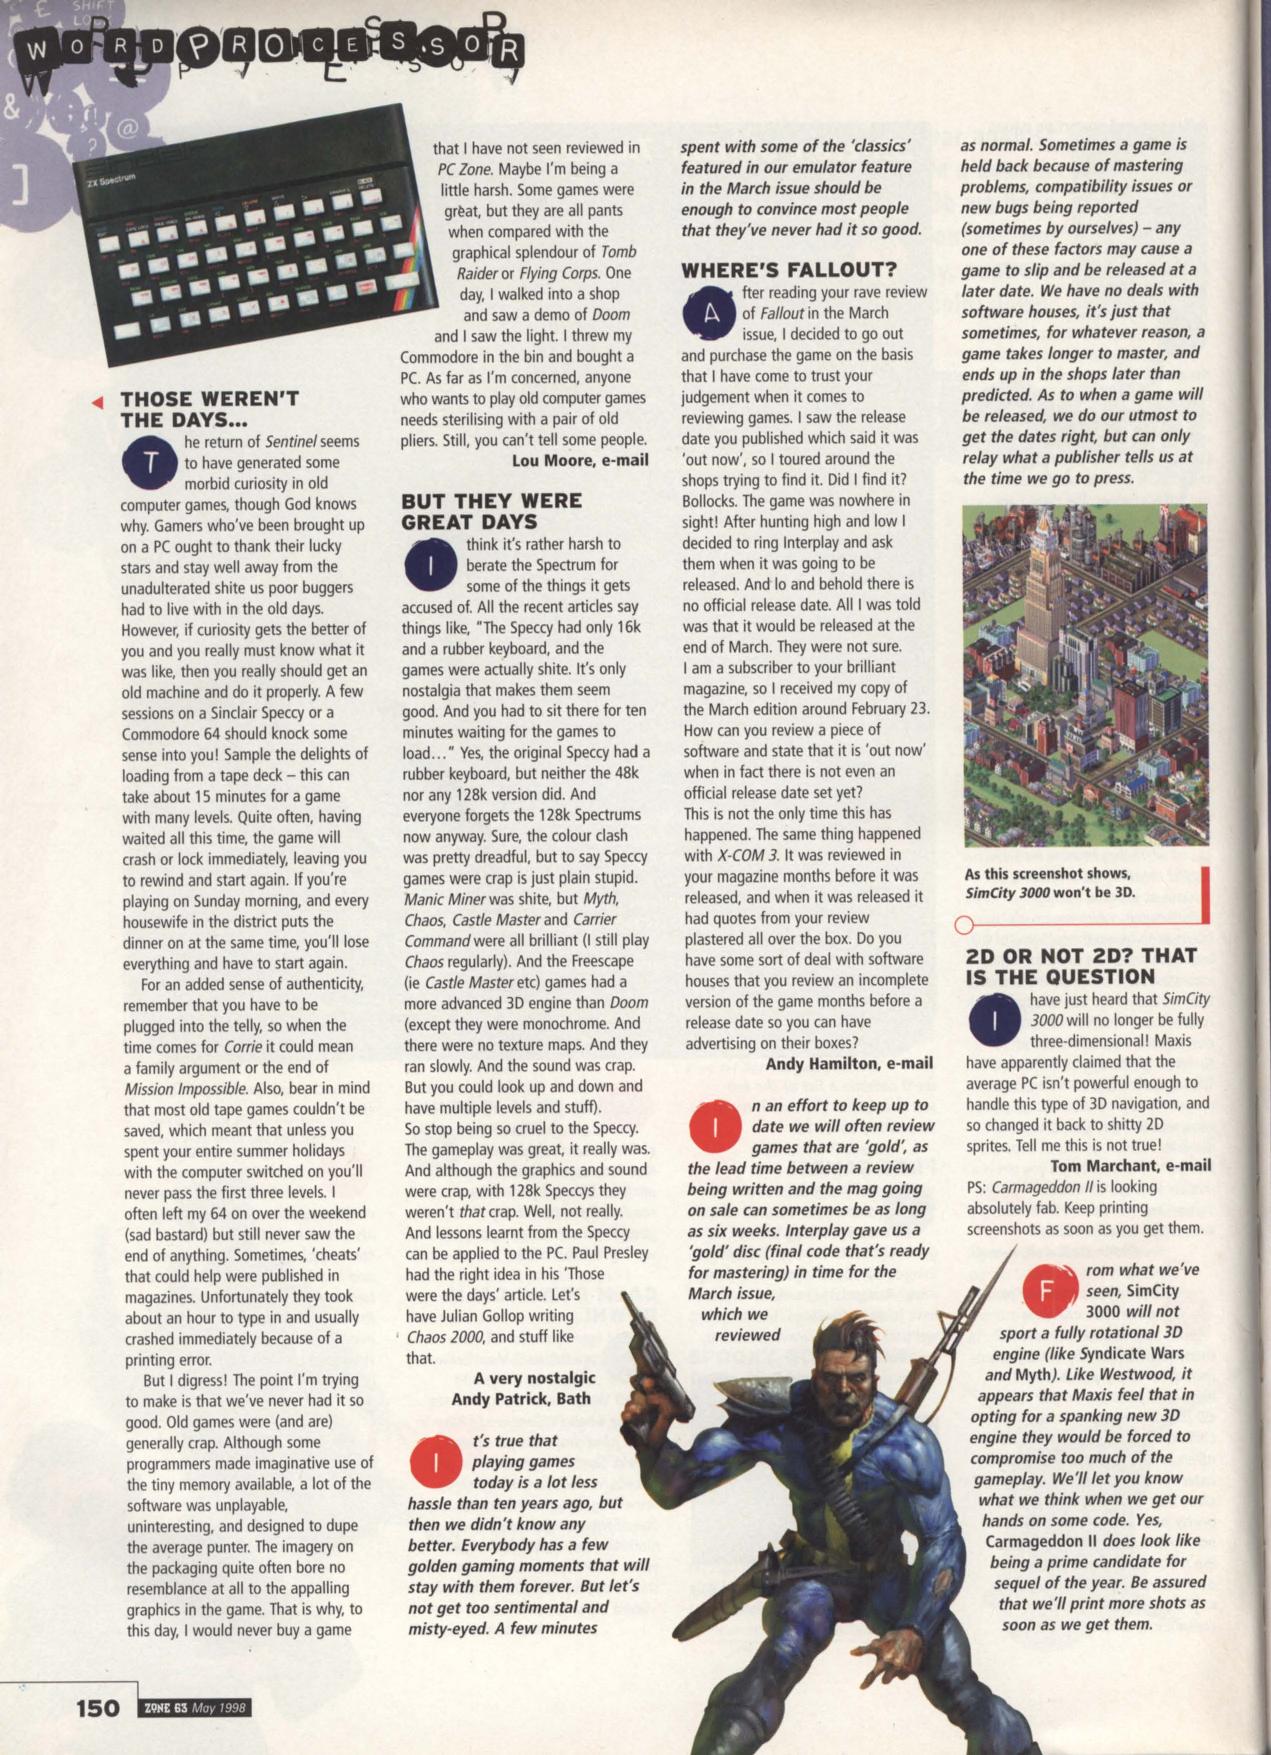 WORDPROCESSOR
ZX Spectrum
THOSE WEREN'T
THE DAYS...
The return of Sentinel seems
to have generated some
morbid curiosity in old
computer games, though God knows
why. Gamers who've been brought up
on a PC ought to thank their lucky
stars and stay well away from the
unadulterated shite us poor buggers
had to live with in the old days.
However, if curiosity gets the better of
you and you really must know what it
was like, then you really should get an
old machine and do it properly. A few
sessions on a Sinclair Speccy or a
Commodore 64 should knock some
sense into you! Sample the delights of
loading from a tape deck – this can
take about 15 minutes for a game
with many levels. Quite often, having
waited all this time, the game will
crash or lock immediately, leaving you
to rewind and start again. If you're
playing on Sunday morning, and every
housewife in the district puts the
dinner on at the same time, you'll lose
everything and have to start again.
For an added sense of authenticity,
remember that you have to be
plugged into the telly, so when the
time comes for Corrie it could mean
a family argument or the end of
Mission Impossible. Also, bear in mind
that most old tape games couldn't be
saved, which meant that unless you
spent your entire summer holidays
with the computer switched on you'll
never pass the first three levels. I
often left my 64 on over the weekend
(sad bastard) but still never saw the
end of anything. Sometimes, 'cheats'
that could help were published in
magazines. Unfortunately they took
about an hour to type in and usually
crashed immediately because of a
printing error.
But I digress! The point I'm trying
to make is that we've never had it so
good. Old games were (and are)
generally crap. Although some
programmers made imaginative use of
the tiny memory available, a lot of the
software was unplayable,
uninteresting, and designed to dupe
the average punter. The imagery on
the packaging quite often bore no
resemblance at all to the appalling
graphics in the game. That is why, to
this day, I would never buy a game
that I have not seen reviewed in
PC Zone. Maybe I'm being a
little harsh. Some games were
great, but they are all pants
when compared with the
graphical splendour of Tomb
Raider or Flying Corps. One
day, I walked into a shop
and saw a demo of Doom
and I saw the light. I threw my
Commodore in the bin and bought a
PC. As far as I'm concerned, anyone
who wants to play old computer games
needs sterilising with a pair of old
pliers. Still, you can't tell some people.
Lou Moore, e-mail
BUT THEY WERE
GREAT DAYS
I think it's rather harsh to
berate the Spectrum for
some of the things it gets
accused of. All the recent articles say
things like, "The Speccy had only 16k
and a rubber keyboard, and the
games were actually shite. It's only
nostalgia that makes them seem
good. And you had to sit there for ten
minutes waiting for the games to
load..." Yes, the original Speccy had a
rubber keyboard, but neither the 48k
nor any 128k version did. And
everyone forgets the 128k Spectrums
now anyway. Sure, the colour clash
was pretty dreadful, but to say Speccy
games were crap is just plain stupid.
Manic Miner was shite, but Myth,
Chaos, Castle Master and Carrier
Command were all brilliant (I still play
Chaos regularly). And the Freescape
(ie Castle Master etc) games had a
more advanced 3D engine than Doom
(except they were monochrome. And
there were no texture maps. And they
ran slowly. And the sound was crap.
But you could look up and down and
have multiple levels and stuff).
So stop being so cruel to the Speccy.
The gameplay was great, it really was.
And although the graphics and sound
were crap, with 128k Speccys they
weren't that crap. Well, not really.
And lessons learnt from the Speccy
can be applied to the PC. Paul Presley
had the right idea in his 'Those
were the days' article. Let's
have Julian Gollop writing
Chaos 2000, and stuff like
that.
A very nostalgic
Andy Patrick, Bath
It's true that
playing games
today is a lot less
hassle than ten years ago, but
then we didn't know any
better. Everybody has a few
golden gaming moments that will
stay with them forever. But let's
not get too sentimental and
misty-eyed. A few minutes
spent with some of the 'classics'
featured in our emulator feature
in the March issue should be
enough to convince most people
that they've never had it so good.
WHERE'S FALLOUT?
After reading your rave review
of Fallout in the March
issue, I decided to go out
and purchase the game on the basis
that I have come to trust your
judgement when it comes to
reviewing games. I saw the release
date you published which said it was
'out now', so I toured around the
shops trying to find it. Did I find it?
Bollocks. The game was nowhere in
sight! After hunting high and low I
decided to ring Interplay and ask
them when it was going to be
released. And lo and behold there is
no official release date. All I was told
was that it would be released at the
end of March. They were not sure.
I am a subscriber to your brilliant
magazine, so I received my copy of
the March edition around February 23.
How can you review a piece of
software and state that it is 'out now'
when in fact there is not even an
official release date set yet?
This is not the only time this has
happened. The same thing happened
with X-COM 3. It was reviewed in
your magazine months before it was
released, and when it was released it
had quotes from your review
plastered all over the box. Do you
have some sort of deal with software
houses that you review an incomplete
version of the game months before a
release date so you can have
advertising on their boxes?
Andy Hamilton, e-mail
In an effort to keep up to
date we will often review
games that are 'gold', as
the lead time between a review
being written and the mag going
on sale can sometimes be as long
as six weeks. Interplay gave us a
'gold' disc (final code that's ready
for mastering) in time for the
March issue,
which we
reviewed
as normal. Sometimes a game is
held back because of mastering
problems, compatibility issues or
new bugs being reported
(sometimes by ourselves) – any
one of these factors may cause a
game to slip and be released at a
later date. We have no deals with
software houses, it's just that
sometimes, for whatever reason, a
game takes longer to master, and
ends up in the shops later than
predicted. As to when a game will
be released, we do our utmost to
get the dates right, but can only
relay what a publisher tells us at
the time we go to press.
As this screenshot shows,
SimCity 3000 won't be 3D.
2D OR NOT 2D? THAT
IS THE QUESTION
I have just heard that SimCity
3000 will no longer be fully
three-dimensional! Maxis
have apparently claimed that the
average PC isn't powerful enough to
handle this type of 3D navigation, and
so changed it back to shitty 2D
sprites. Tell me this is not true!
Tom Marchant, e-mail
PS: Carmageddon II is looking
absolutely fab. Keep printing
screenshots as soon as you get them.
From what we've
seen, SimCity
3000 will not
sport a fully rotational 3D
engine (like Syndicate Wars
and Myth). Like Westwood, it
appears that Maxis feel that in
opting for a spanking new 3D
engine they would be forced to
compromise too much of the
gameplay. We'll let you know
what we think when we get our
hands on some code. Yes,
Carmageddon II does look like
being a prime candidate for
sequel of the year. Be assured
that we'll print more shots as
soon as we get them.
150 ZONE 63 May 1998